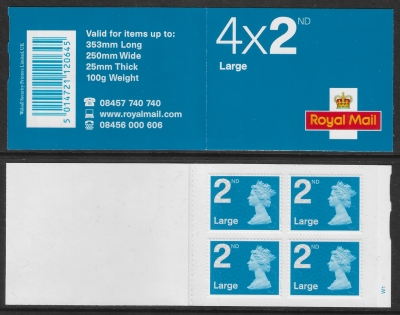 Walsall Security Printers Limited, UK.
5 014721 120645
Valid for items up to:
353mm Long
250mm Wide
25mm Thick
100g Weight
08457 740 740
www.royalmail.com
08456 000 606
4x2ND
Large
Royal Mail
2ND
Large
2ND
Large
2ND
Large
2ND
Large
W1